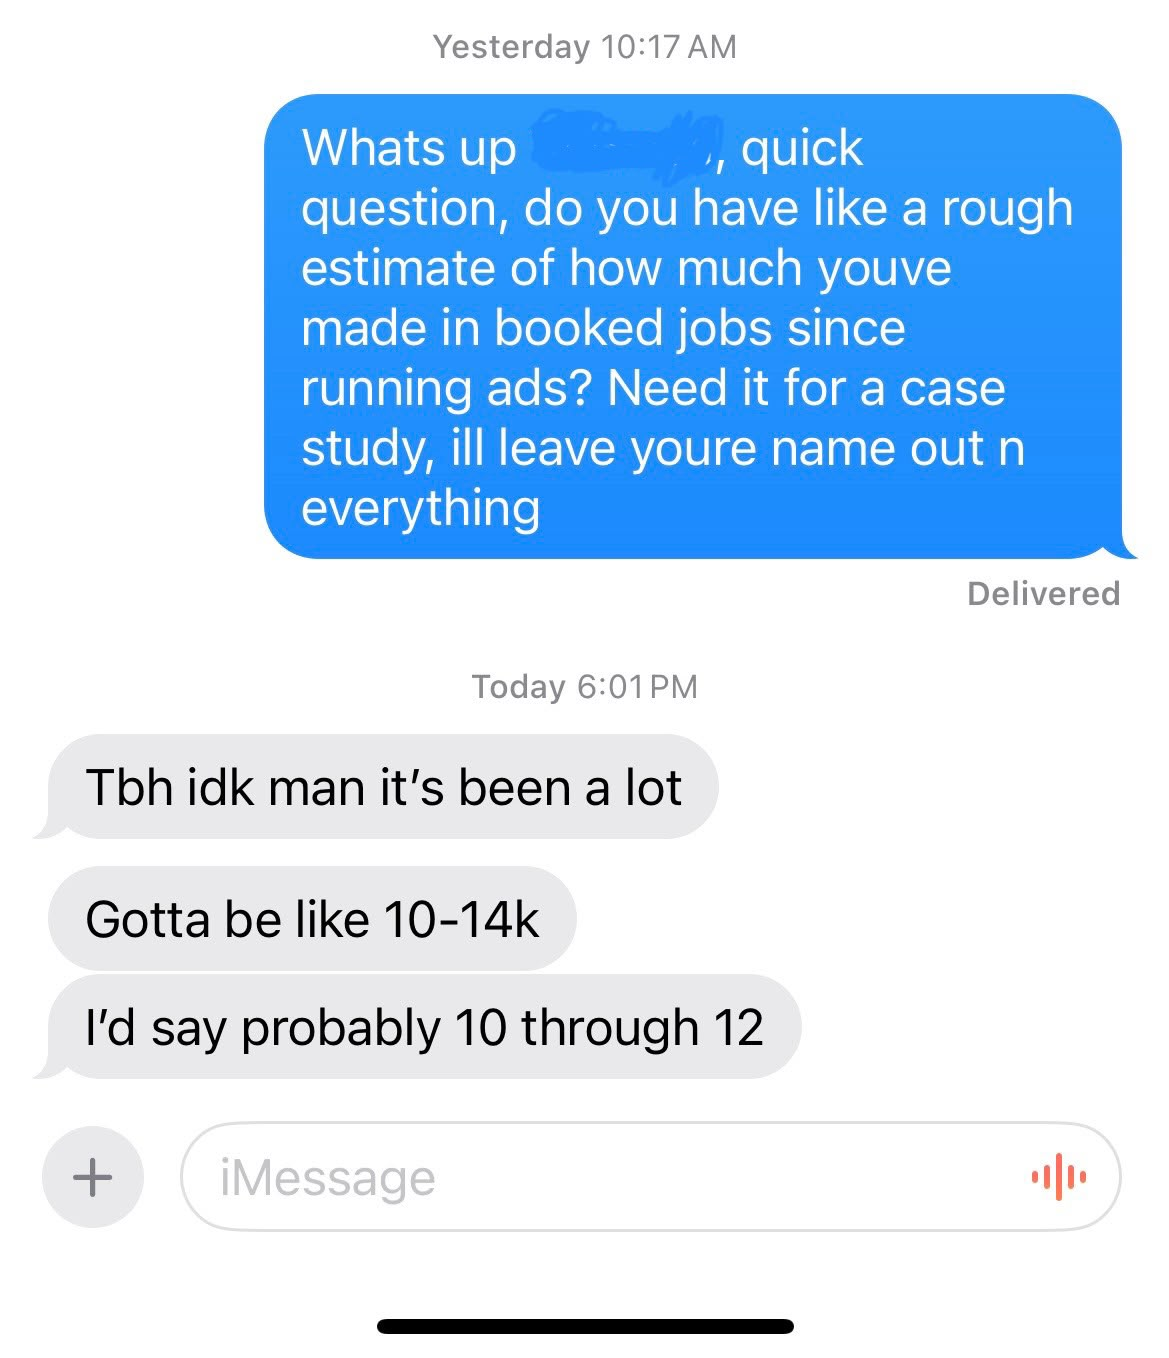 Yesterday 10:17 AM
Whats up , quick
question, do you have like a rough
estimate of how much youve
made in booked jobs since
running ads? Need it for a case
study, ill leave youre name out n
everything
Delivered
Today 6:01 PM
Tbh idk man it's been a lot
Gotta be like 10-14k
I'd say probably 10 through 12
iMessage